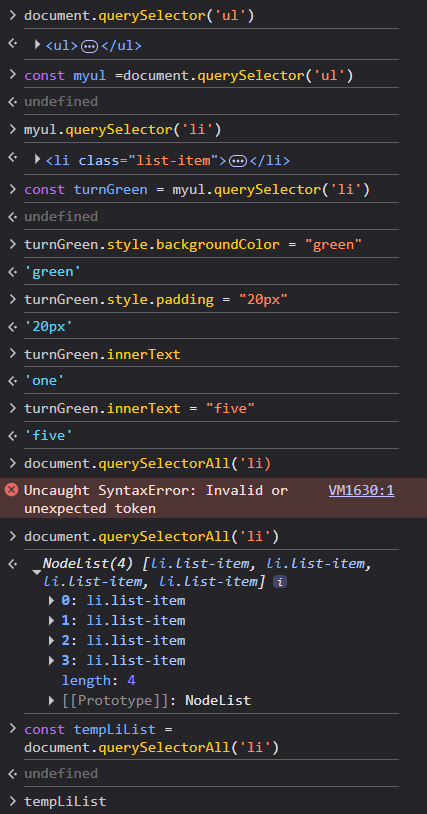 document.querySelector('ul')
<ul>…</ul>
const myul =document.querySelector('ul')
undefined
myul.querySelector('li')
<li class="list-item">…</li>
const turnGreen = myul.querySelector('li')
undefined
turnGreen.style.backgroundColor = "green"
'green'
turnGreen.style.padding = "20px"
'20px'
turnGreen.innerText
'one'
turnGreen.innerText = "five"
'five'
document.querySelectorAll('li)
Uncaught SyntaxError: Invalid or VM1630:1
unexpected token
document.querySelectorAll('li')
NodeList(4) [li.list-item, li.list-item,
li.list-item, li.list-item] i
0: li.list-item
1: li.list-item
2: li.list-item
3: li.list-item
length: 4
[[Prototype]]: NodeList
const tempLiList =
document.querySelectorAll('li')
undefined
tempLiList